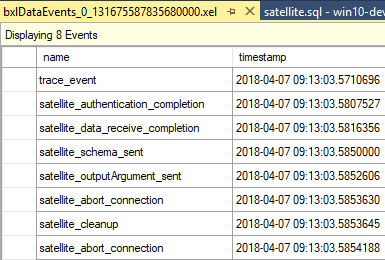 bxlDataEvents_0_131675587835680000.xel satellite.sql - win10-dev
Displaying 8 Events
name timestamp
trace_event 2018-04-07 09:13:03.5710696
satellite_authentication_completion 2018-04-07 09:13:03.5807527
satellite_data_receive_completion 2018-04-07 09:13:03.5816356
satellite_schema_sent 2018-04-07 09:13:03.5850000
satellite_outputArgument_sent 2018-04-07 09:13:03.5852606
satellite_abort_connection 2018-04-07 09:13:03.5853630
satellite_cleanup 2018-04-07 09:13:03.5853645
satellite_abort_connection 2018-04-07 09:13:03.5854188